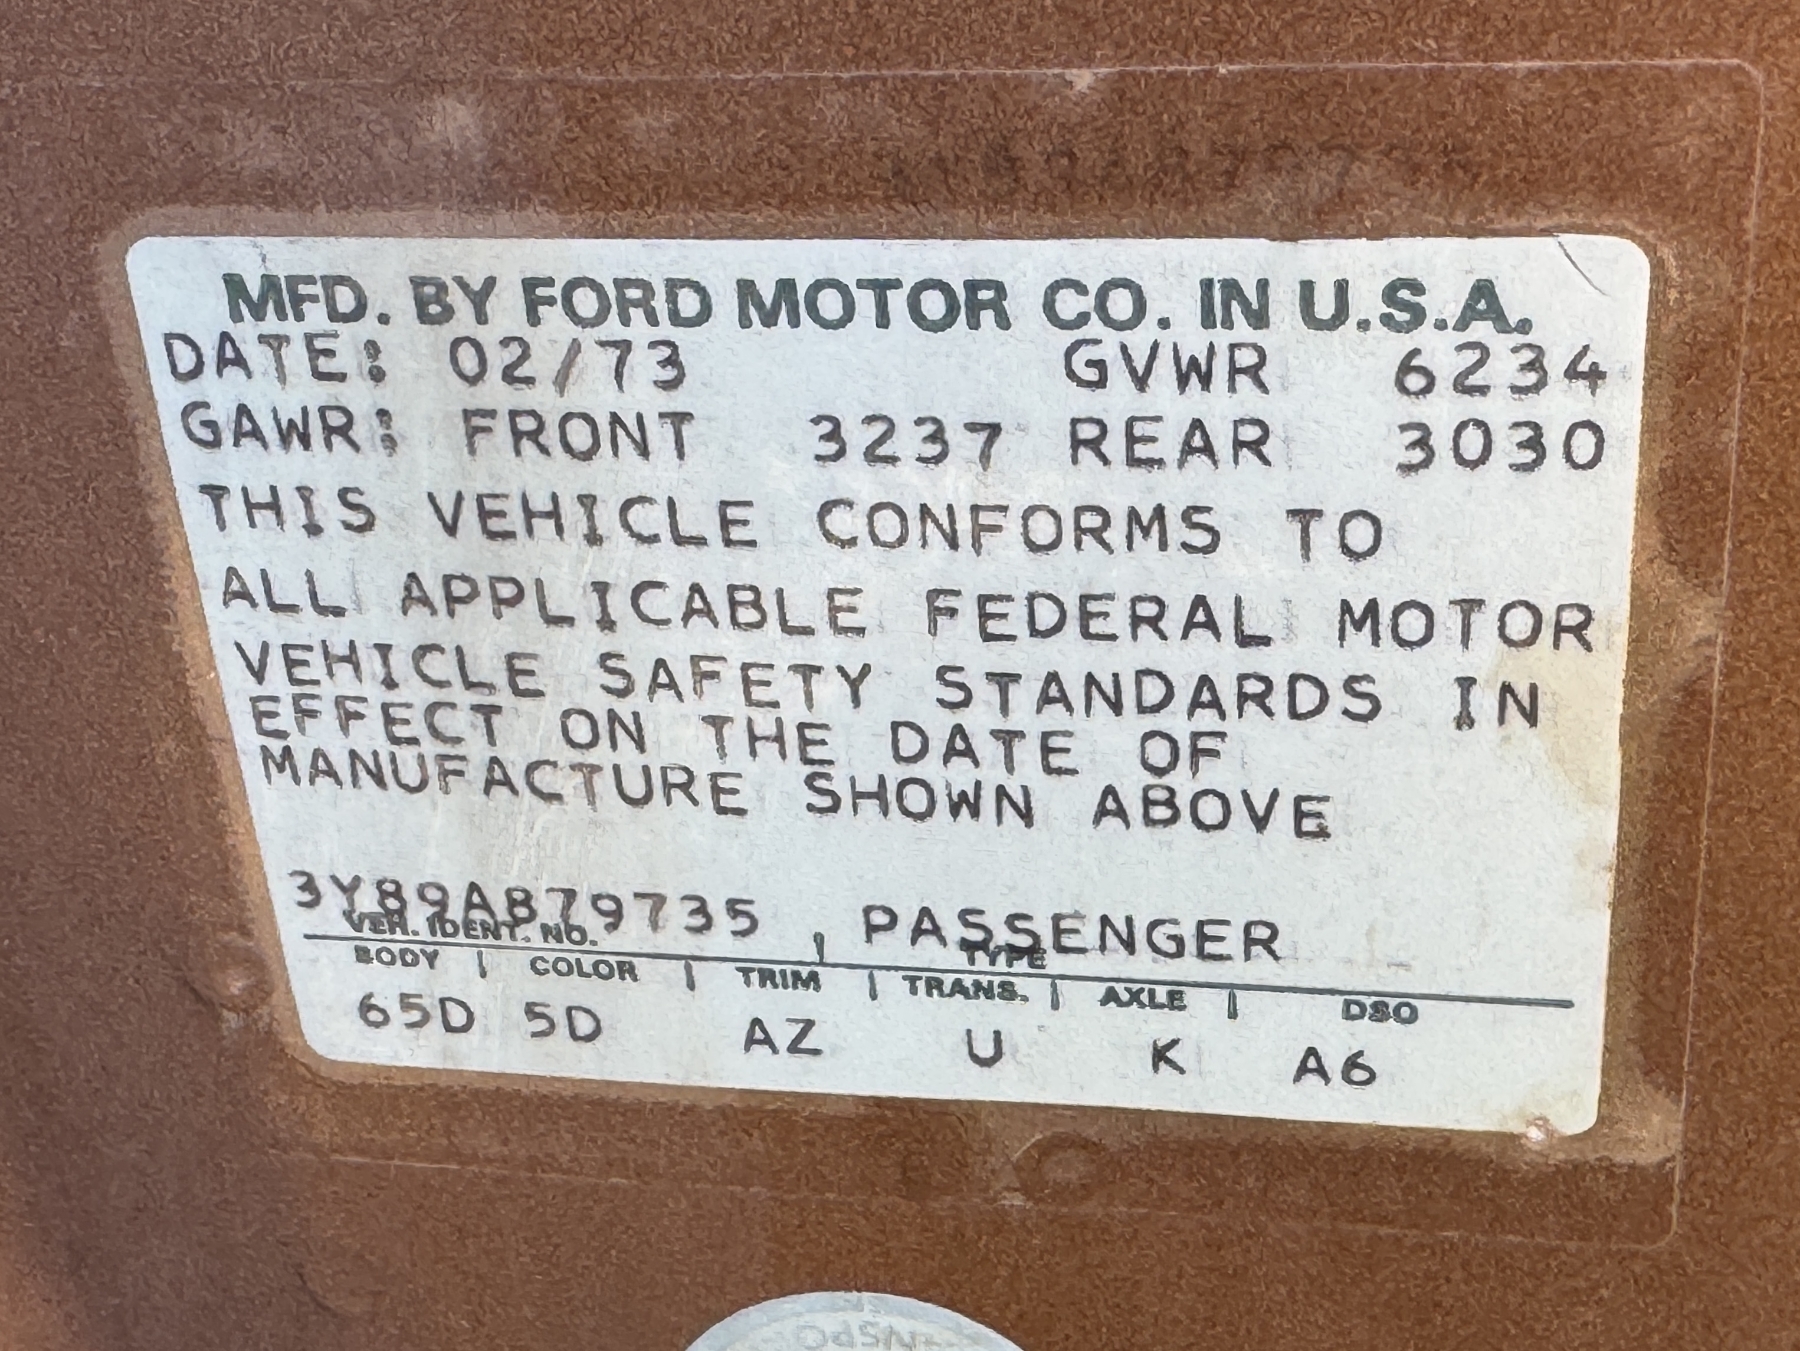 MFD. BY FORD MOTOR CO. IN U.S.A.
DATE: 02/73 GVWR 6234
GAWR: FRONT 3237 REAR 3030
THIS VEHICLE CONFORMS TO
ALL APPLICABLE FEDERAL MOTOR
VEHICLE SAFETY STANDARDS IN
EFFECT ON THE DATE OF
MANUFACTURE SHOWN ABOVE
3Y89A879735 PASSENGER
VEH. IDENT. NO. TYPE
BODY | COLOR | TRIM | TRANS. | AXLE | DSO
65D 5D AZ U K A6